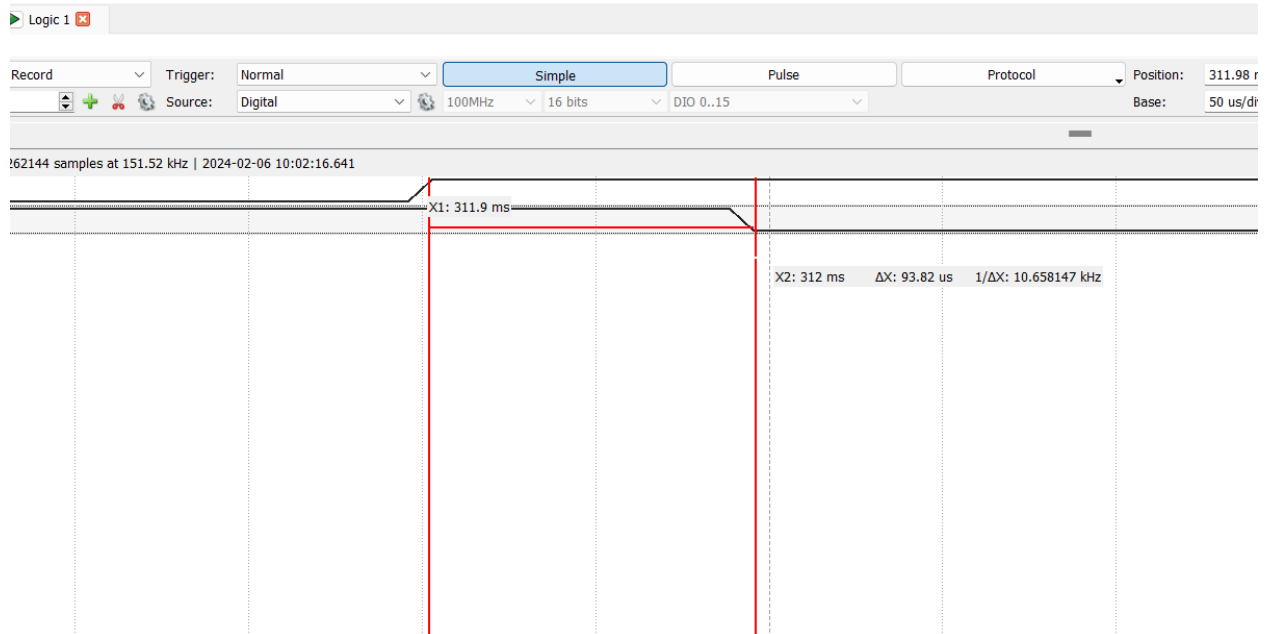 Logic 1
Record Trigger: Normal Simple Pulse Protocol Position: 311.98
Source: Digital 100MHz 16 bits DIO 0..15 Base: 50 us/di
262144 samples at 151.52 kHz | 2024-02-06 10:02:16.641
X1: 311.9 ms
X2: 312 ms ΔX: 93.82 us 1/ΔX: 10.658147 kHz